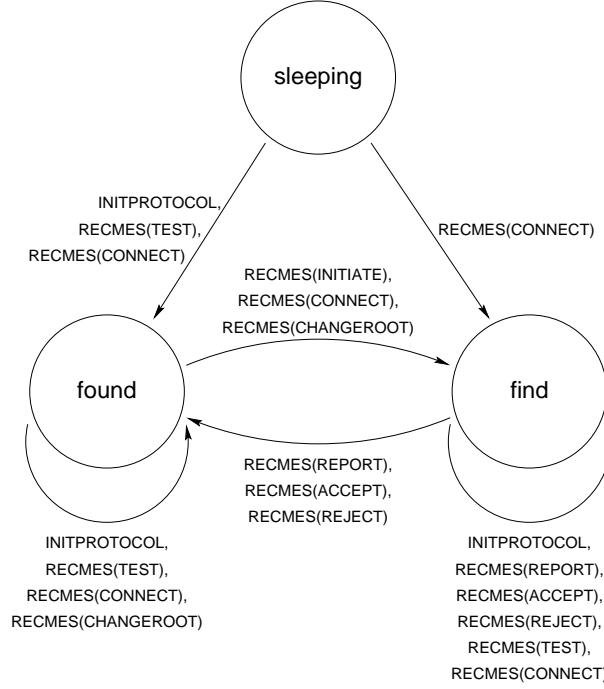 sleeping
INITPROTOCOL,
RECMES(TEST),
RECMES(CONNECT)
RECMES(CONNECT)
RECMES(INITIATE),
RECMES(CONNECT),
RECMES(CHANGEROOT)
found
find
RECMES(REPORT),
RECMES(ACCEPT),
RECMES(REJECT)
INITPROTOCOL,
RECMES(TEST),
RECMES(CONNECT),
RECMES(CHANGEROOT)
INITPROTOCOL,
RECMES(REPORT),
RECMES(ACCEPT),
RECMES(REJECT),
RECMES(TEST),
RECMES(CONNECT)